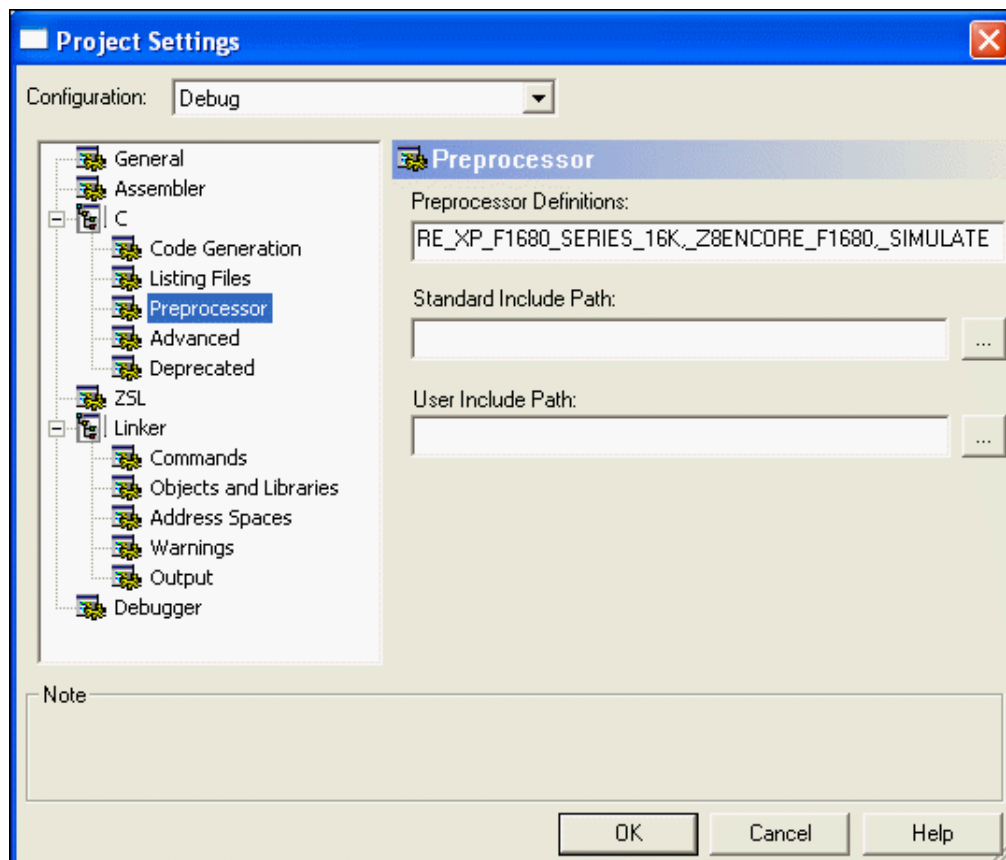 Project Settings
Configuration: Debug
General
Assembler
C
Code Generation
Listing Files
Preprocessor
Advanced
Deprecated
ZSL
Linker
Commands
Objects and Libraries
Address Spaces
Warnings
Output
Debugger
Preprocessor
Preprocessor Definitions:
RE_XP_F1680_SERIES_16K,_Z8ENCORE_F1680,_SIMULATE
Standard Include Path:
...
User Include Path:
...
Note
OK Cancel Help